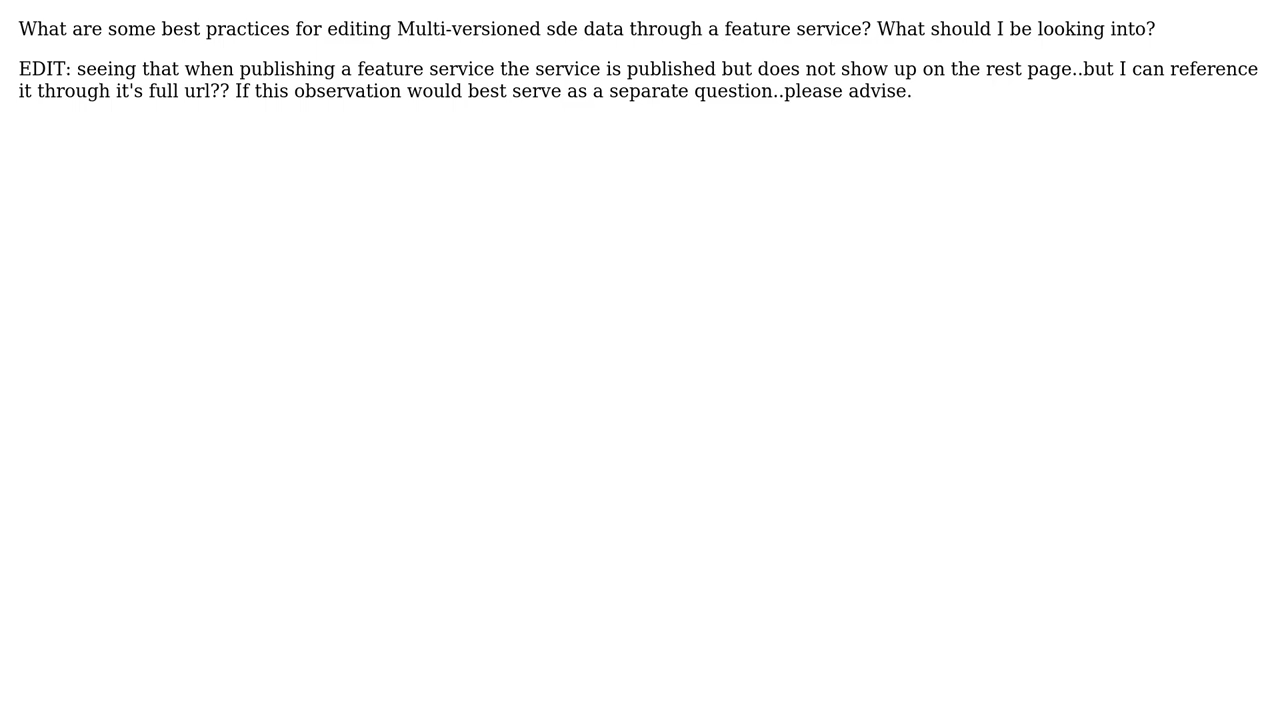 What are some best practices for editing Multi-versioned sde data through a feature service? What should I be looking into?
EDIT: seeing that when publishing a feature service the service is published but does not show up on the rest page..but I can reference
it through it's full url?? If this observation would best serve as a separate question..please advise.